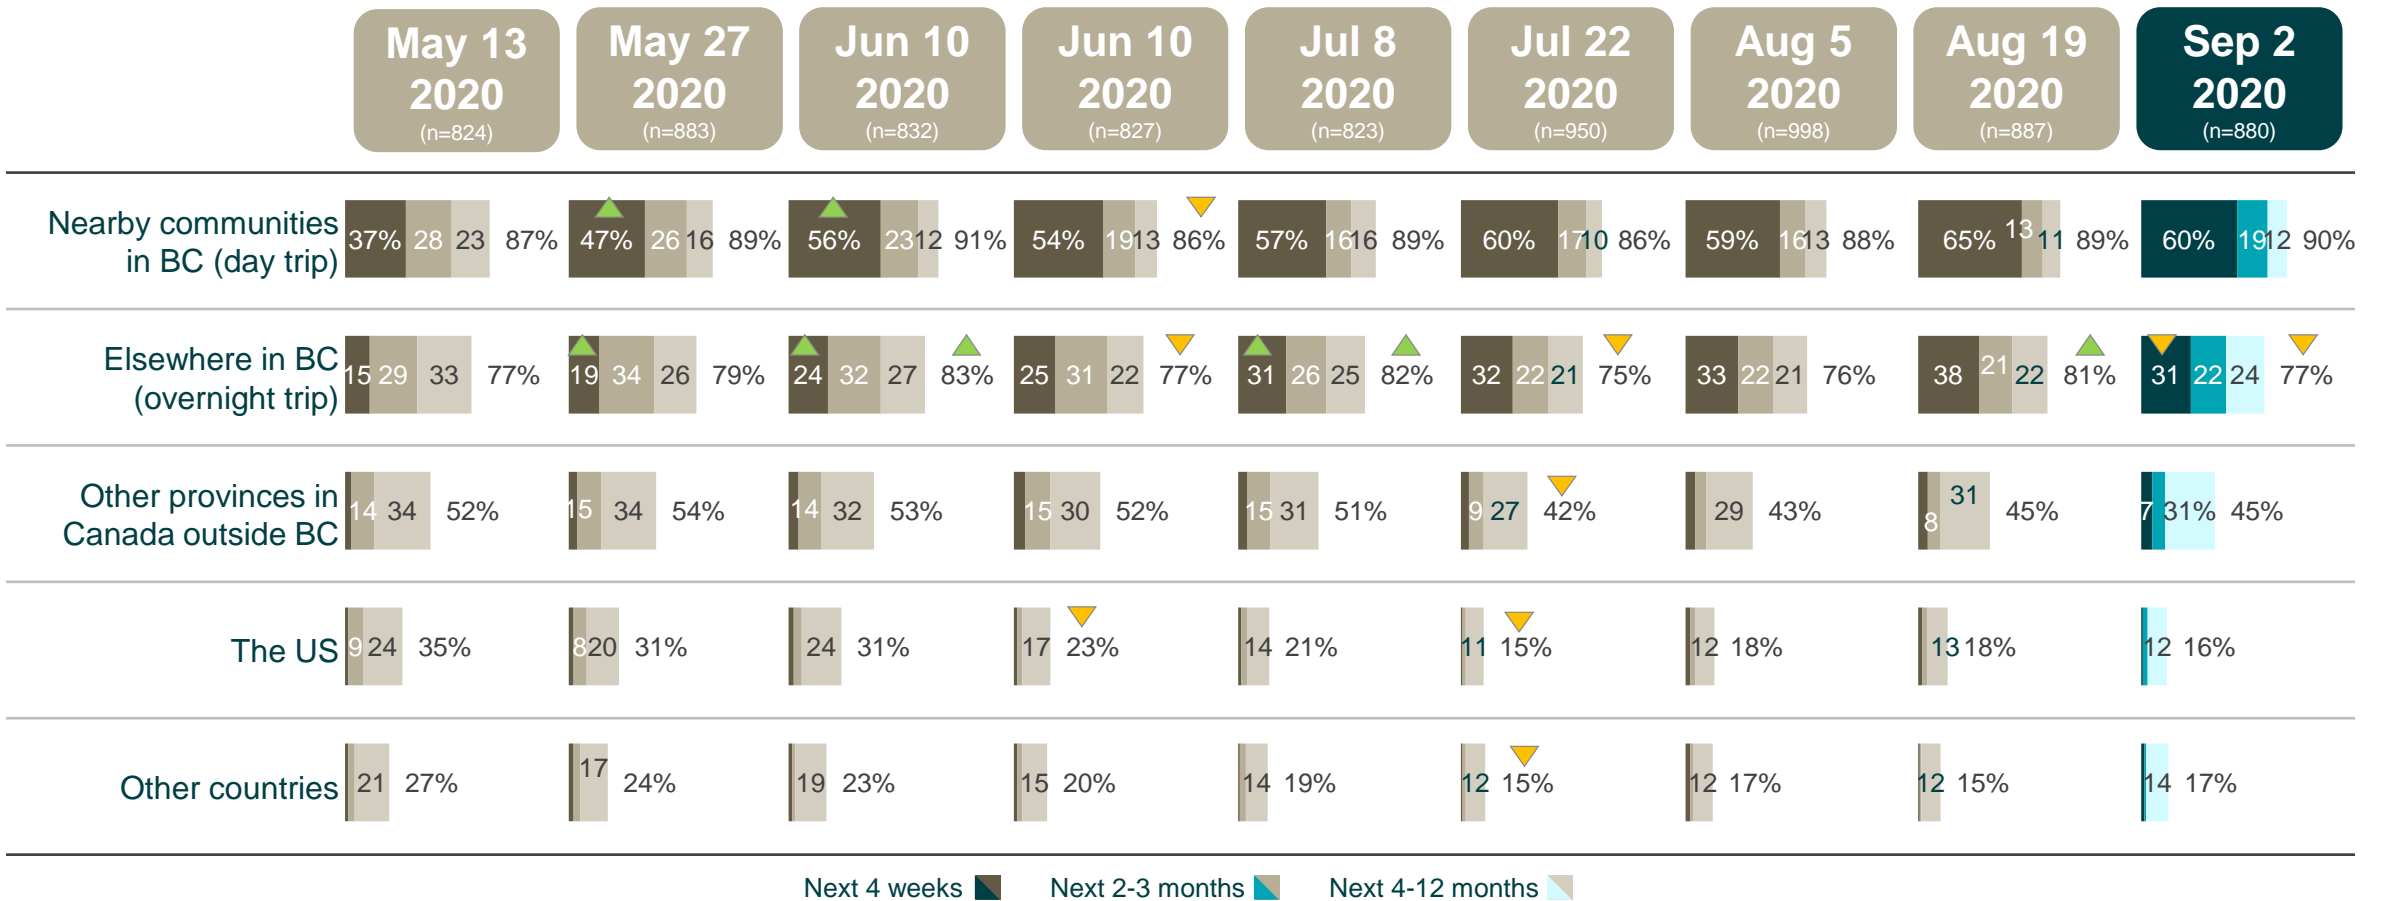 May 13 2020 (n=824)
May 27 2020 (n=883)
Jun 10 2020 (n=832)
Jun 10 2020 (n=827)
Jul 8 2020 (n=823)
Jul 22 2020 (n=950)
Aug 5 2020 (n=998)
Aug 19 2020 (n=887)
Sep 2 2020 (n=880)
Nearby communities in BC (day trip)
37% 28 23 87%
47% 26 16 89%
56% 23 12 91%
54% 19 13 86%
57% 16 16 89%
60% 17 10 86%
59% 16 13 88%
65% 13 11 89%
60% 19 12 90%
Elsewhere in BC (overnight trip)
15 29 33 77%
19 34 26 79%
24 32 27 83%
25 31 22 77%
31 26 25 82%
32 22 21 75%
33 22 21 76%
38 21 22 81%
31 22 24 77%
Other provinces in Canada outside BC
14 34 52%
15 34 54%
14 32 53%
15 30 52%
15 31 51%
9 27 42%
29 43%
8 31 45%
7 31% 45%
The US
9 24 35%
8 20 31%
24 31%
17 23%
14 21%
11 15%
12 18%
13 18%
12 16%
Other countries
21 27%
17 24%
19 23%
15 20%
14 19%
12 15%
12 17%
12 15%
14 17%
Next 4 weeks
Next 2-3 months
Next 4-12 months